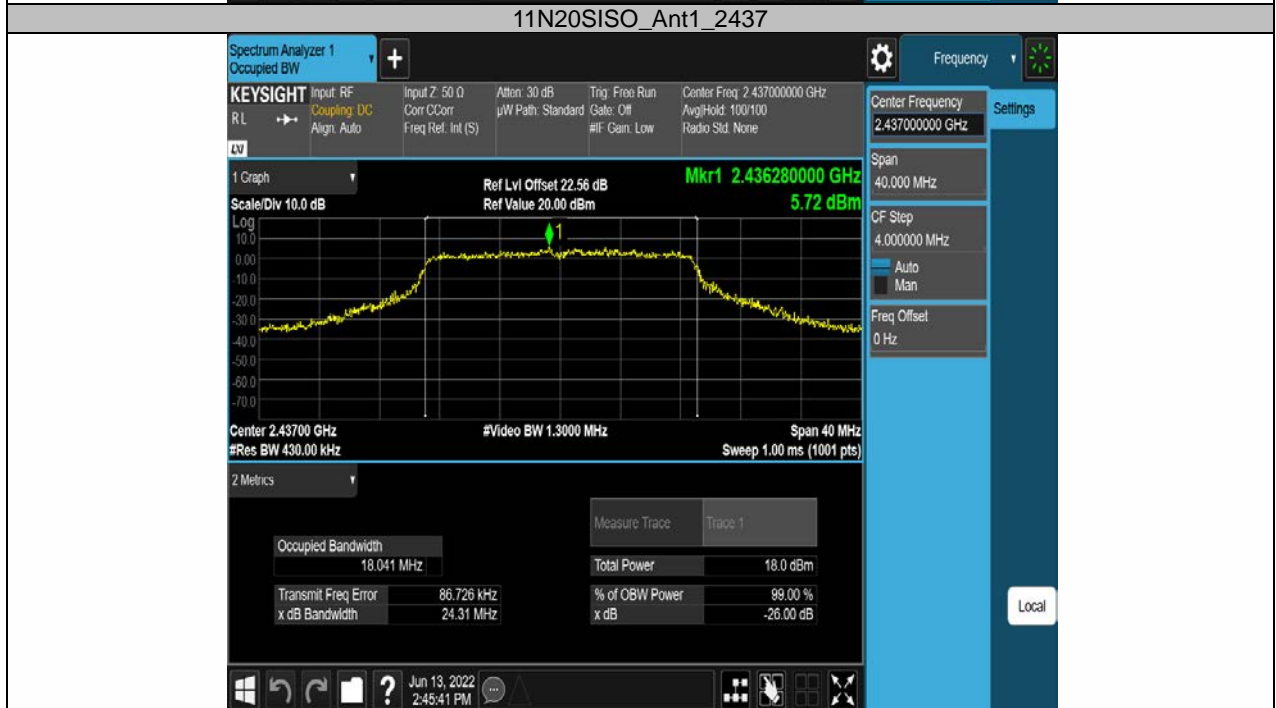 11N20SISO_Ant1_2437
Spectrum Analyzer 1
Occupied BW
+
Frequency
KEYSIGHT
RL
Input: RF
Coupling: DC
Align: Auto
Input Z: 50 Ω
Corr CCorr
Freq Ref: Int (S)
Atten: 30 dB
µW Path: Standard
Trig: Free Run
Gate: Off
#IF Gain: Low
Center Freq: 2.437000000 GHz
Avg|Hold: 100/100
Radio Std: None
LXI
Center Frequency
2.437000000 GHz
Settings
Span
40.000 MHz
CF Step
4.000000 MHz
Auto
Man
Freq Offset
0 Hz
1 Graph
Scale/Div 10.0 dB
Ref Lvl Offset 22.56 dB
Ref Value 20.00 dBm
Mkr1 2.436280000 GHz
5.72 dBm
Log
10.0
0.00
-10.0
-20.0
-30.0
-40.0
-50.0
-60.0
-70.0
1
Center 2.43700 GHz
#Video BW 1.3000 MHz
Span 40 MHz
#Res BW 430.00 kHz
Sweep 1.00 ms (1001 pts)
2 Metrics
Measure Trace
Trace 1
Occupied Bandwidth
18.041 MHz
Total Power
18.0 dBm
Transmit Freq Error
86.726 kHz
% of OBW Power
99.00 %
x dB Bandwidth
24.31 MHz
x dB
-26.00 dB
Local
?
Jun 13, 2022
2:45:41 PM